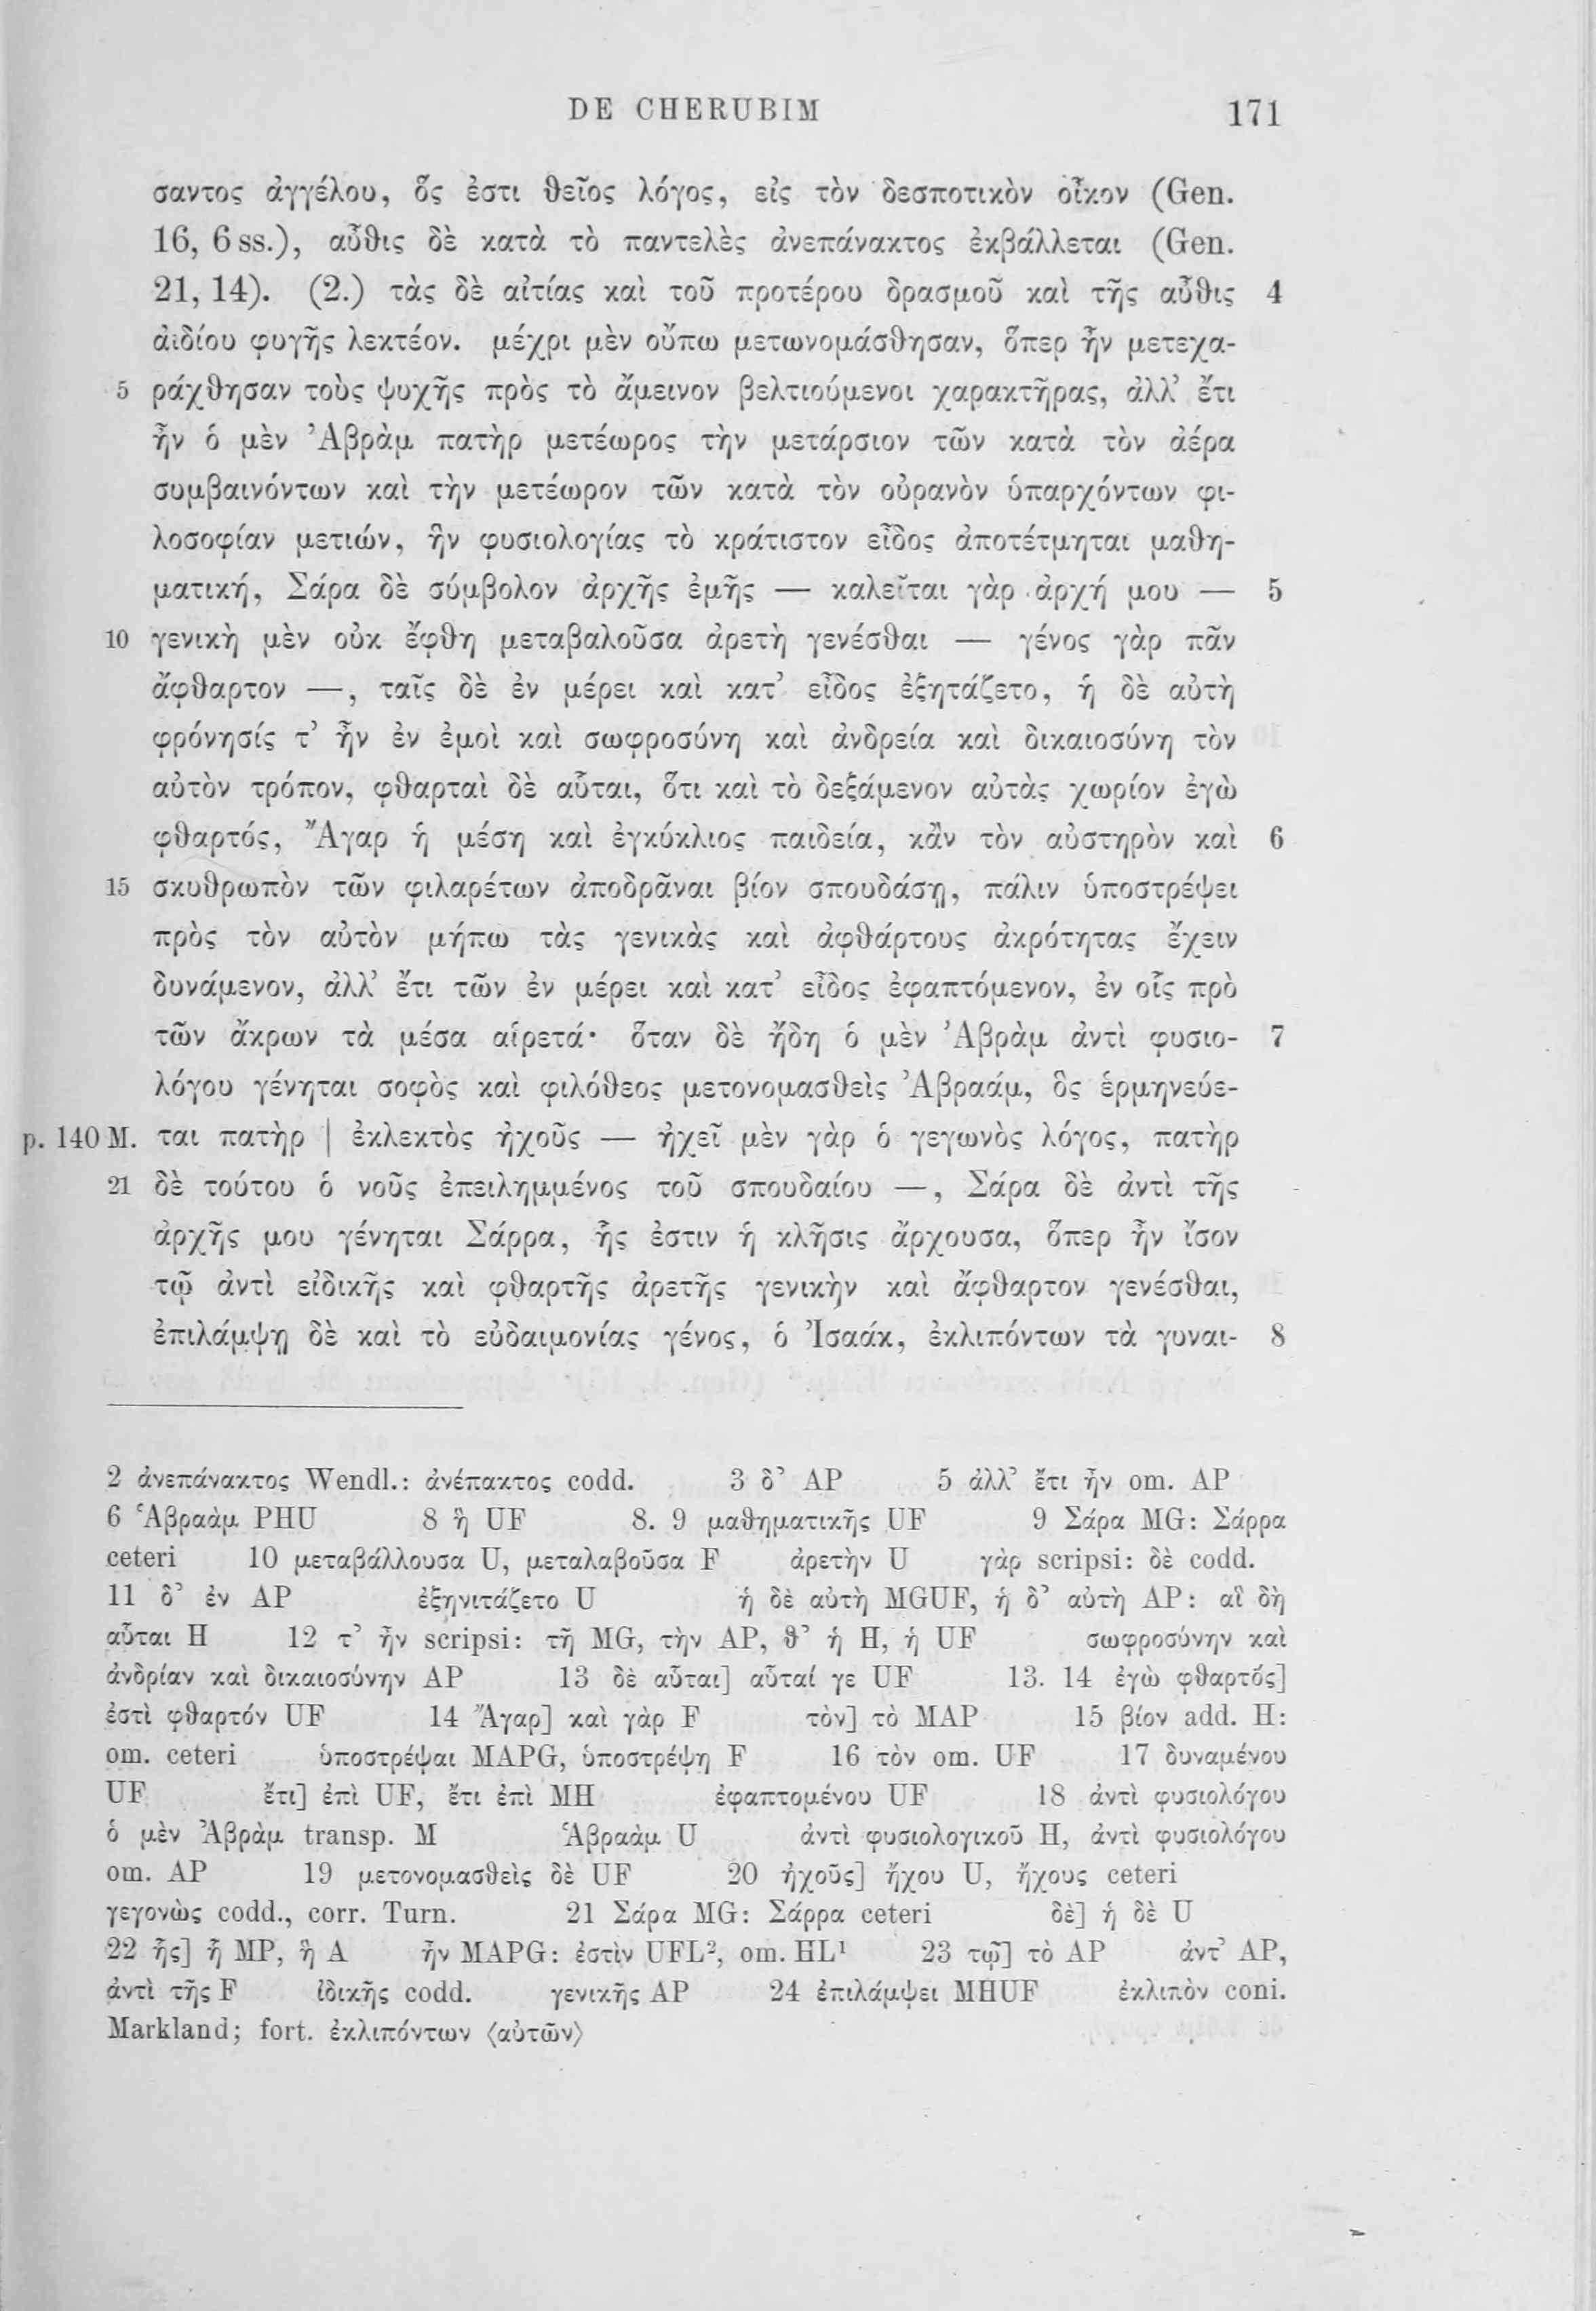 DE CHERUBIM 171
σαντος ἀγγέλου, ὅς ἐστι θεῖος λόγος, εἰς τὸν δεσποτικὸν οἶκον (Gen.
16, 6 ss.), αὖθις δὲ κατὰ τὸ παντελὲς ἀνεπάνακτος ἐκβάλλεται (Gen.
21, 14). (2.) τὰς δὲ αἰτίας καὶ τοῦ προτέρου δρασμοῦ καὶ τῆς αὖθις 4
ἀιδίου φυγῆς λεκτέον. μέχρι μὲν οὔπω μετωνομάσθησαν, ὅπερ ἦν μετεχα-
5 ράχθησαν τοὺς ψυχῆς πρὸς τὸ ἄμεινον βελτιούμενοι χαρακτῆρας, ἀλλ’ ἔτι
ἦν ὁ μὲν Ἀβρὰμ πατὴρ μετέωρος τὴν μετάρσιον τῶν κατὰ τὸν ἀέρα
συμβαινόντων καὶ τὴν μετέωρον τῶν κατὰ τὸν οὐρανὸν ὑπαρχόντων φι-
λοσοφίαν μετιών, ἣν φυσιολογίας τὸ κράτιστον εἶδος ἀποτέτμηται μαθη-
ματική, Σάρα δὲ σύμβολον ἀρχῆς ἐμῆς — καλεῖται γὰρ ἀρχή μου — 5
10 γενικὴ μὲν οὐκ ἔφθη μεταβαλοῦσα ἀρετὴ γενέσθαι — γένος γὰρ πᾶν
ἄφθαρτον —, ταῖς δὲ ἐν μέρει καὶ κατ’ εἶδος ἐξητάζετο, ἡ δὲ αὐτὴ
φρόνησίς τ’ ἦν ἐν ἐμοὶ καὶ σωφροσύνη καὶ ἀνδρεία καὶ δικαιοσύνη τὸν
αὐτὸν τρόπον, φθαρταὶ δὲ αὗται, ὅτι καὶ τὸ δεξάμενον αὐτὰς χωρίον ἐγὼ
φθαρτός, Ἄγαρ ἡ μέση καὶ ἐγκύκλιος παιδεία, κἂν τὸν αὐστηρὸν καὶ 6
15 σκυθρωπὸν τῶν φιλαρέτων ἀποδρᾶναι βίον σπουδάσῃ, πάλιν ὑποστρέψει
πρὸς τὸν αὐτὸν μήπω τὰς γενικὰς καὶ ἀφθάρτους ἀκρότητας ἔχειν
δυνάμενον, ἀλλ’ ἔτι τῶν ἐν μέρει καὶ κατ’ εἶδος ἐφαπτόμενον, ἐν οἷς πρὸ
τῶν ἄκρων τὰ μέσα αἱρετά· ὅταν δὲ ἤδη ὁ μὲν Ἀβρὰμ ἀντὶ φυσιο- 7
λόγου γένηται σοφὸς καὶ φιλόθεος μετονομασθεὶς Ἀβραάμ, ὃς ἑρμηνεύε-
p. 140 M. ται πατὴρ | ἐκλεκτὸς ἠχοῦς — ἠχεῖ μὲν γὰρ ὁ γεγωνὸς λόγος, πατὴρ
21 δὲ τούτου ὁ νοῦς ἐπειλημμένος τοῦ σπουδαίου —, Σάρα δὲ ἀντὶ τῆς
ἀρχῆς μου γένηται Σάρρα, ἧς ἐστιν ἡ κλῆσις ἄρχουσα, ὅπερ ἦν ἴσον
τῷ ἀντὶ εἰδικῆς καὶ φθαρτῆς ἀρετῆς γενικὴν καὶ ἄφθαρτον γενέσθαι,
ἐπιλάμψῃ δὲ καὶ τὸ εὐδαιμονίας γένος, ὁ Ἰσαάκ, ἐκλιπόντων τὰ γυναι- 8
2 ἀνεπάνακτος Wendl.: ἀνέπακτος codd. 3 δ’ AP 5 ἀλλ’ ἔτι ἦν om. AP
6 Ἁβραὰμ PHU 8 ἣ UF 8. 9 μαθηματικῆς UF 9 Σάρα MG: Σάρρα
ceteri 10 μεταβάλλουσα U, μεταλαβοῦσα F ἀρετὴν U γὰρ scripsi: δὲ codd.
11 δ’ ἐν AP ἐξηνιτάζετο U ἡ δὲ αὐτὴ MGUF, ἡ δ’ αὐτὴ AP: αἳ δὴ
αὗται H 12 τ’ ἦν scripsi: τῆ MG, τὴν AP, θ’ ἡ H, ἡ UF σωφροσύνην καὶ
ἀνδρίαν καὶ δικαιοσύνην AP 13 δὲ αὗται] αὗταί γε UF 13. 14 ἐγὼ φθαρτός]
ἐστὶ φθαρτόν UF 14 Ἄγαρ] καὶ γὰρ F τὸν] τὸ MAP 15 βίον add. H:
om. ceteri ὑποστρέψαι MAPG, ὑποστρέψῃ F 16 τὸν om. UF 17 δυναμένου
UF ἔτι] ἐπὶ UF, ἔτι ἐπὶ MH ἐφαπτομένου UF 18 ἀντὶ φυσιολόγου
ὁ μὲν Ἀβρὰμ transp. M Ἁβραὰμ U ἀντὶ φυσιολογικοῦ H, ἀντὶ φυσιολόγου
om. AP 19 μετονομασθεὶς δὲ UF 20 ἠχοῦς] ἤχου U, ἤχους ceteri
γεγονὼς codd., corr. Turn. 21 Σάρα MG: Σάρρα ceteri δὲ] ἡ δὲ U
22 ἧς] ἧ MP, ἣ A ἦν MAPG: ἐστὶν UFL², om. HL¹ 23 τῷ] τὸ AP ἀντ’ AP,
ἀντὶ τῆς F ἰδικῆς codd. γενικῆς AP 24 ἐπιλάμψει MHUF ἐκλιπὸν coni.
Markland; fort. ἐκλιπόντων ⟨αὐτῶν⟩